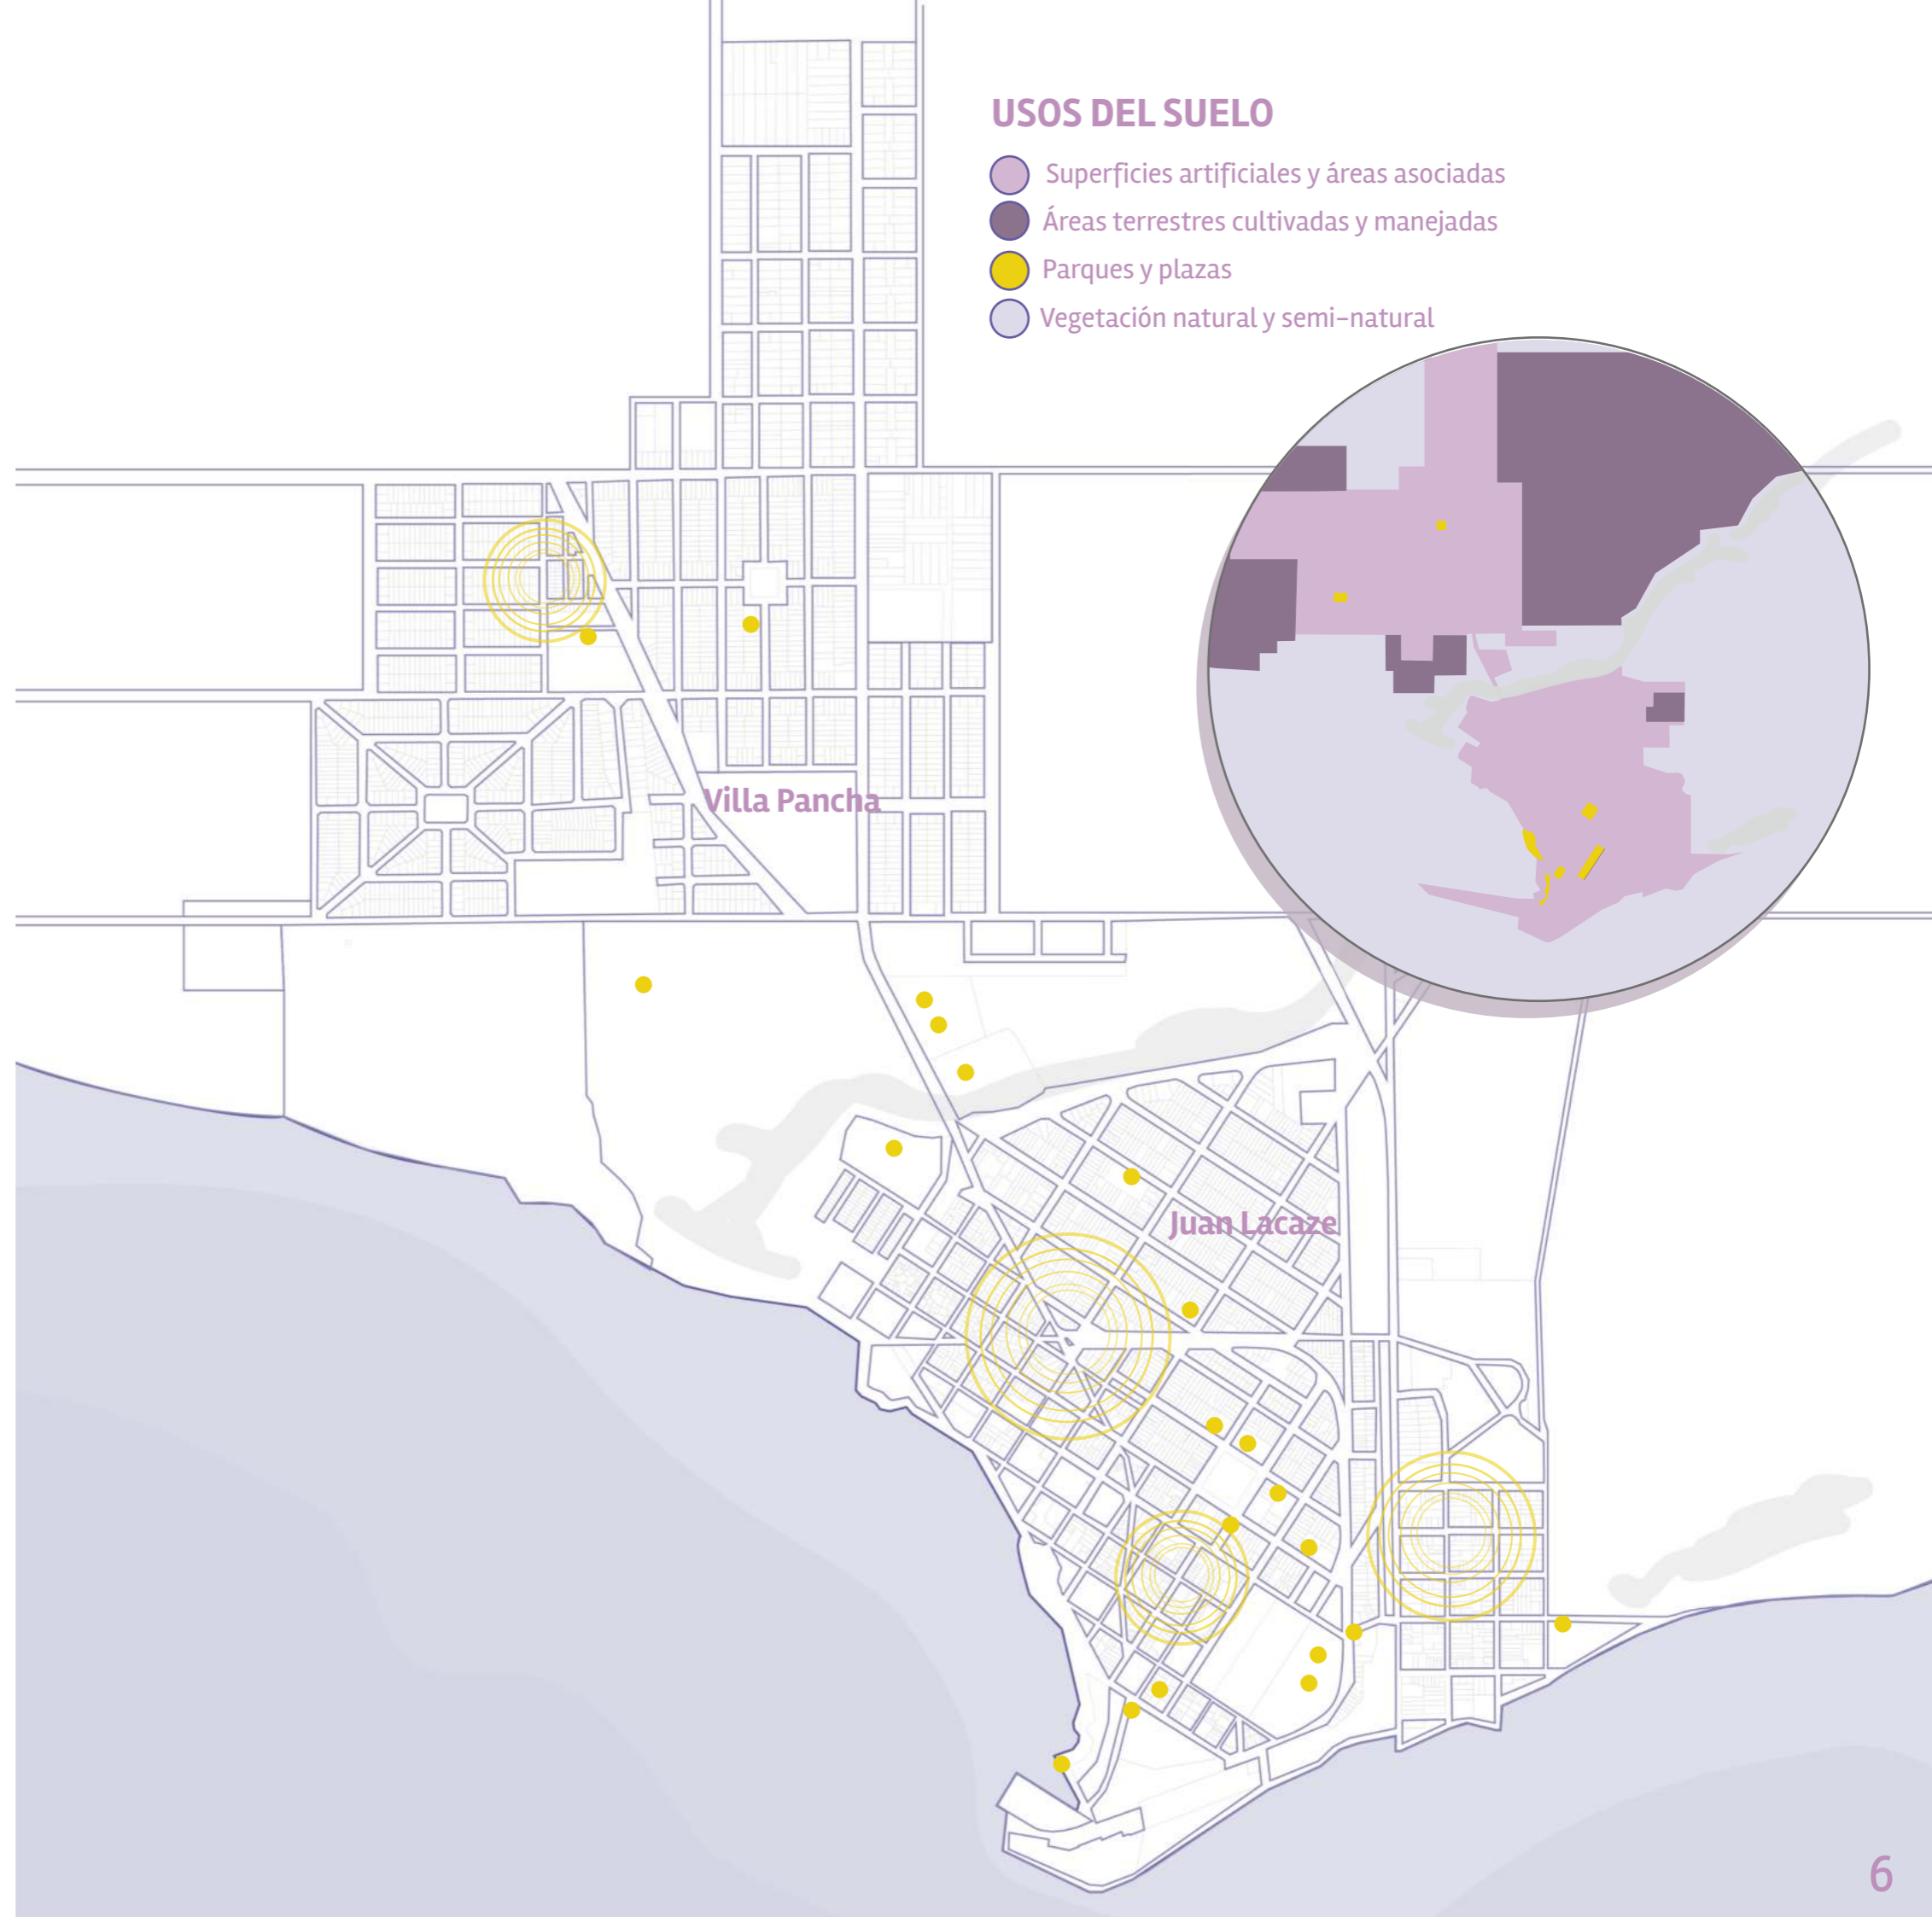 USOS DEL SUELO
Superficies artificiales y áreas asociadas
Áreas terrestres cultivadas y manejadas
Parques y plazas
Vegetación natural y semi-natural
Villa Pancha
Juan Lacaze
6